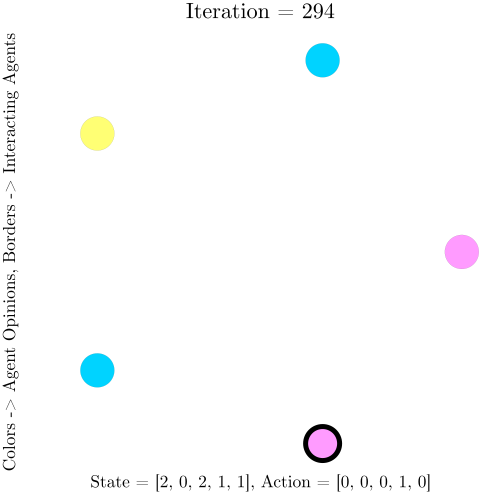 Iteration = 294
Colors -> Agent Opinions, Borders -> Interacting Agents
State = [2, 0, 2, 1, 1], Action = [0, 0, 0, 1, 0]